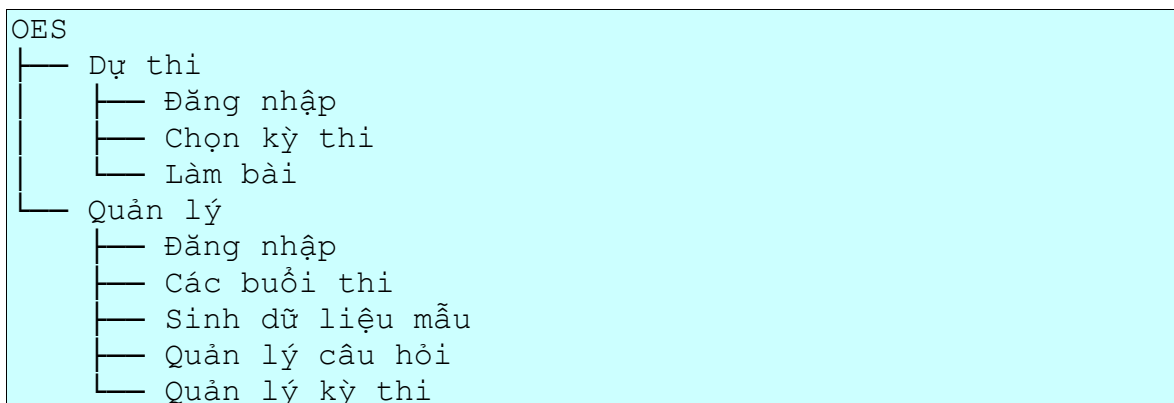 OES
├── Dự thi
│   ├── Đăng nhập
│   ├── Chọn kỳ thi
│   └── Làm bài
└── Quản lý
    ├── Đăng nhập
    ├── Các buổi thi
    ├── Sinh dữ liệu mẫu
    ├── Quản lý câu hỏi
    └── Quản lý kỳ thi